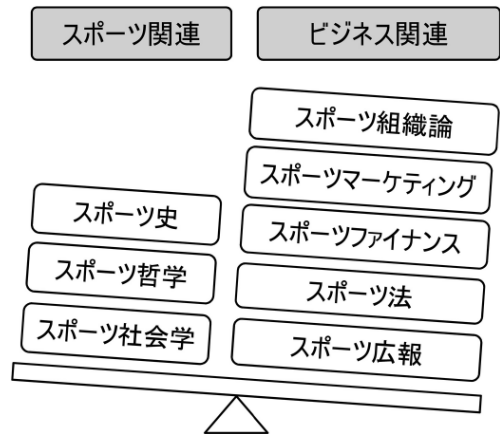 スポーツ関連
ビジネス関連
スポーツ組織論
スポーツマーケティング
スポーツファイナンス
スポーツ法
スポーツ広報
スポーツ史
スポーツ哲学
スポーツ社会学